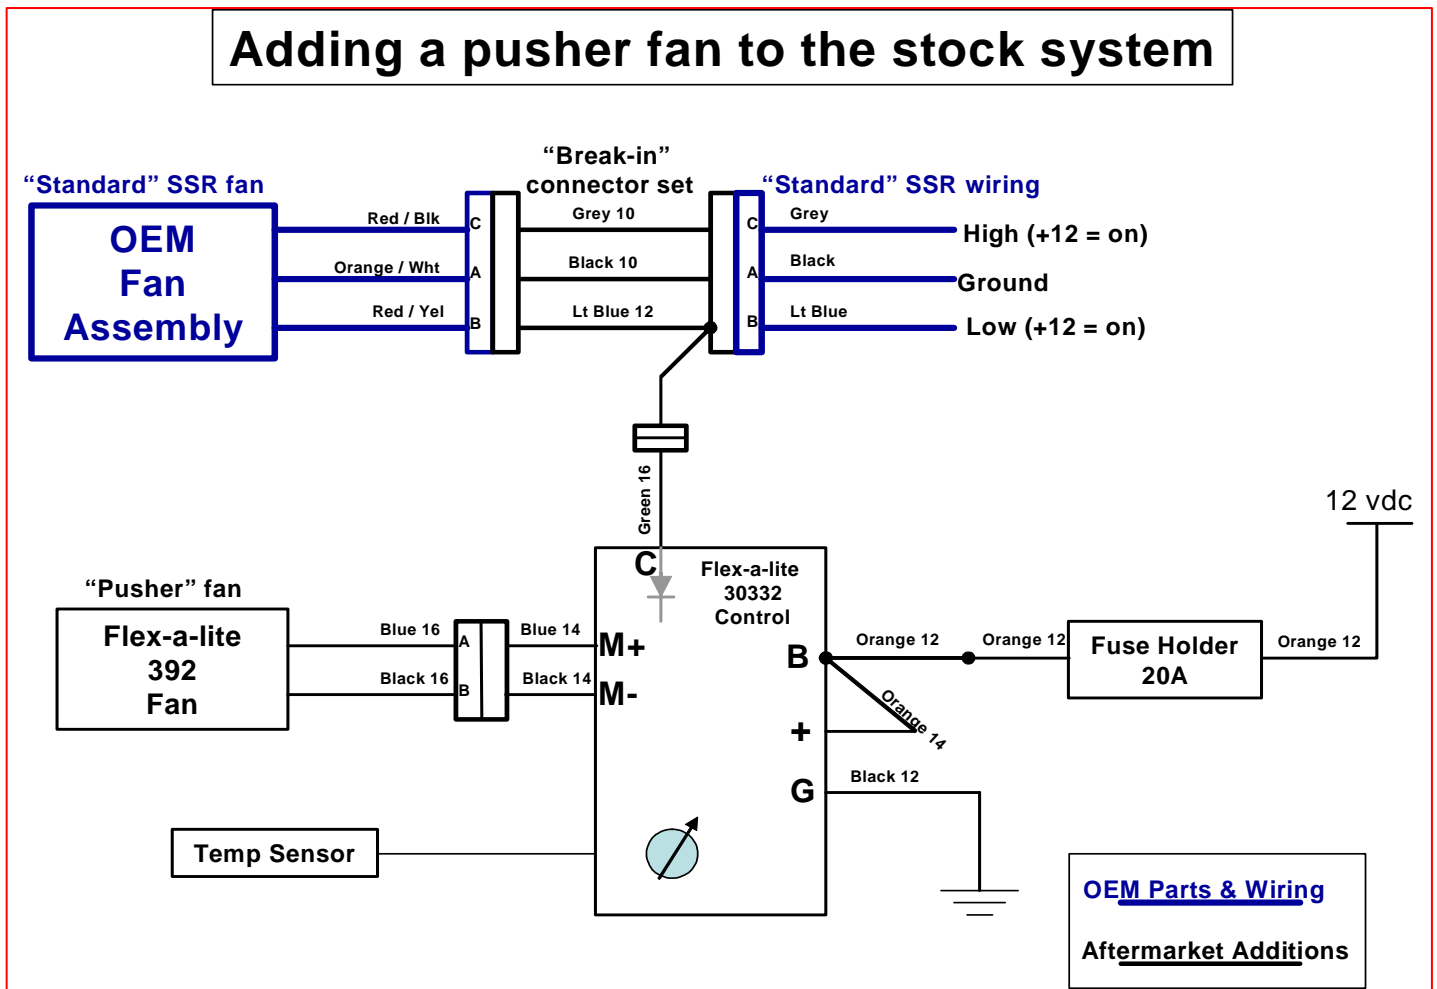 Adding a pusher fan to the stock system
“Break-in”
connector set
“Standard” SSR fan
“Standard” SSR wiring
OEM
Fan
Assembly
Red / Blk
C
Grey 10
C
Grey
High (+12 = on)
Orange / Wht
A
Black 10
A
Black
Ground
Red / Yel
B
Lt Blue 12
B
Lt Blue
Low (+12 = on)
Green 16
12 vdc
“Pusher” fan
Flex-a-lite
392
Fan
Blue 16
A
Blue 14
Black 16
B
Black 14
C
Flex-a-lite
30332
Control
M+
M-
B
+
G
Orange 12
Orange 12
Fuse Holder
20A
Orange 12
Orange 14
Black 12
Temp Sensor
OEM Parts & Wiring
Aftermarket Additions